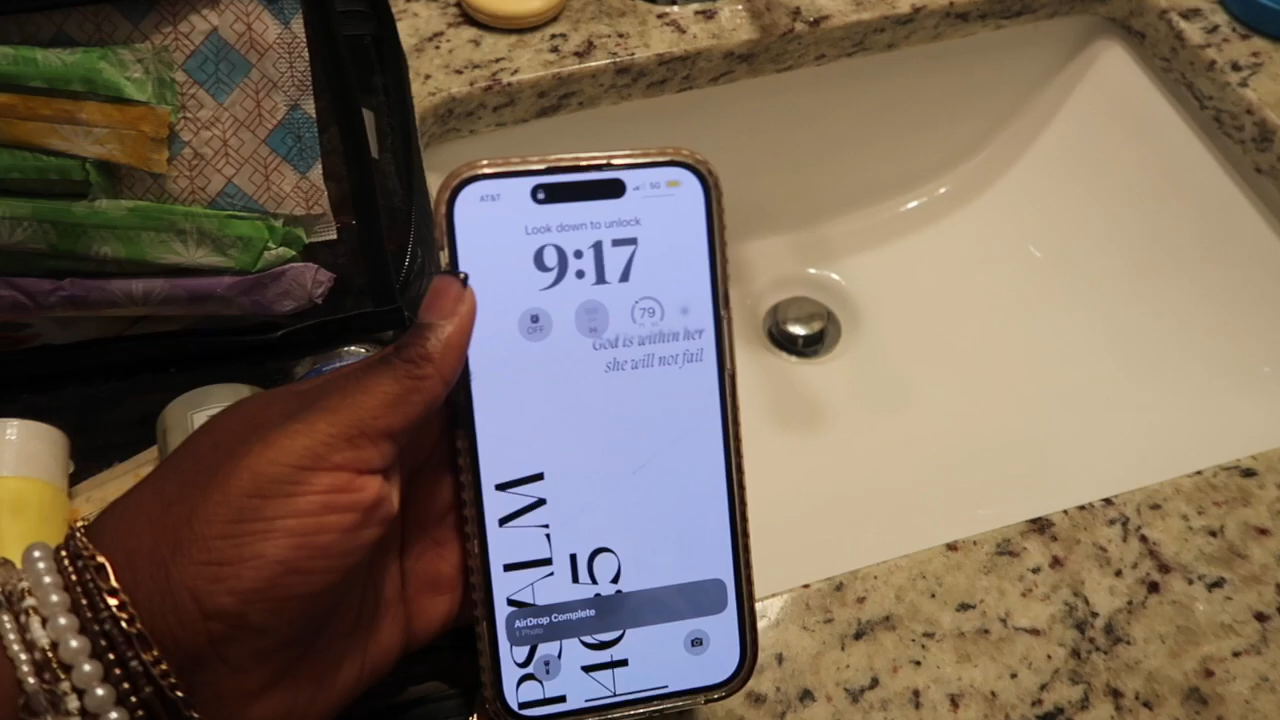 AT&T
5G
Look down to unlock
9:17
OFF
79
God is within her
she will not fail
PSALM
46:5
AirDrop Complete
1 Photo